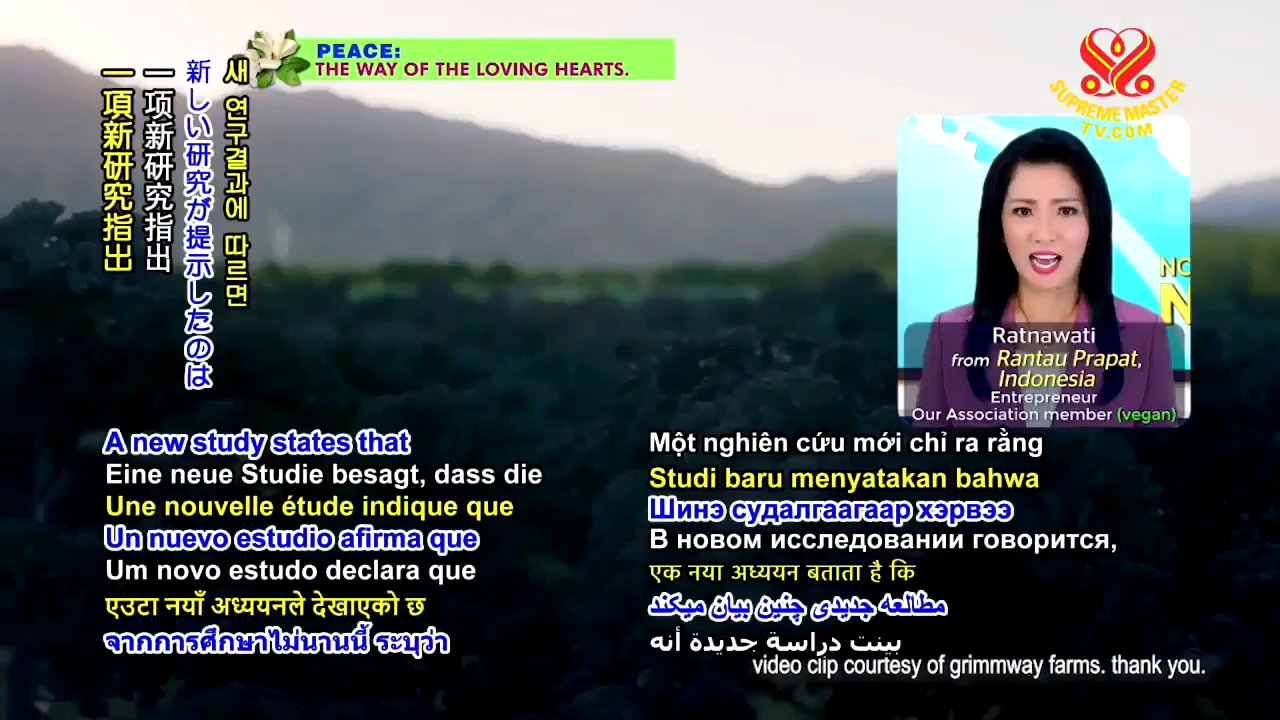 PEACE:
THE WAY OF THE LOVING HEARTS.
SUPREME MASTER
TV.COM
새 연구결과에 따르면
新しい研究が提示したのは
一项新研究指出
一項新研究指出
NO
N
Ratnawati
from Rantau Prapat,
Indonesia
Entrepreneur
Our Association member (vegan)
A new study states that
Eine neue Studie besagt, dass die
Une nouvelle étude indique que
Un nuevo estudio afirma que
Um novo estudo declara que
एउटा नयाँ अध्ययनले देखाएको छ
จากการศึกษาไม่นานนี้ ระบุว่า
Một nghiên cứu mới chỉ ra rằng
Studi baru menyatakan bahwa
Шинэ судалгаагаар хэрвээ
В новом исследовании говорится,
एक नया अध्ययन बताता है कि
مطالعه جدیدی چنین بیان میکند
بينت دراسة جديدة أنه
video clip courtesy of grimmway farms. thank you.